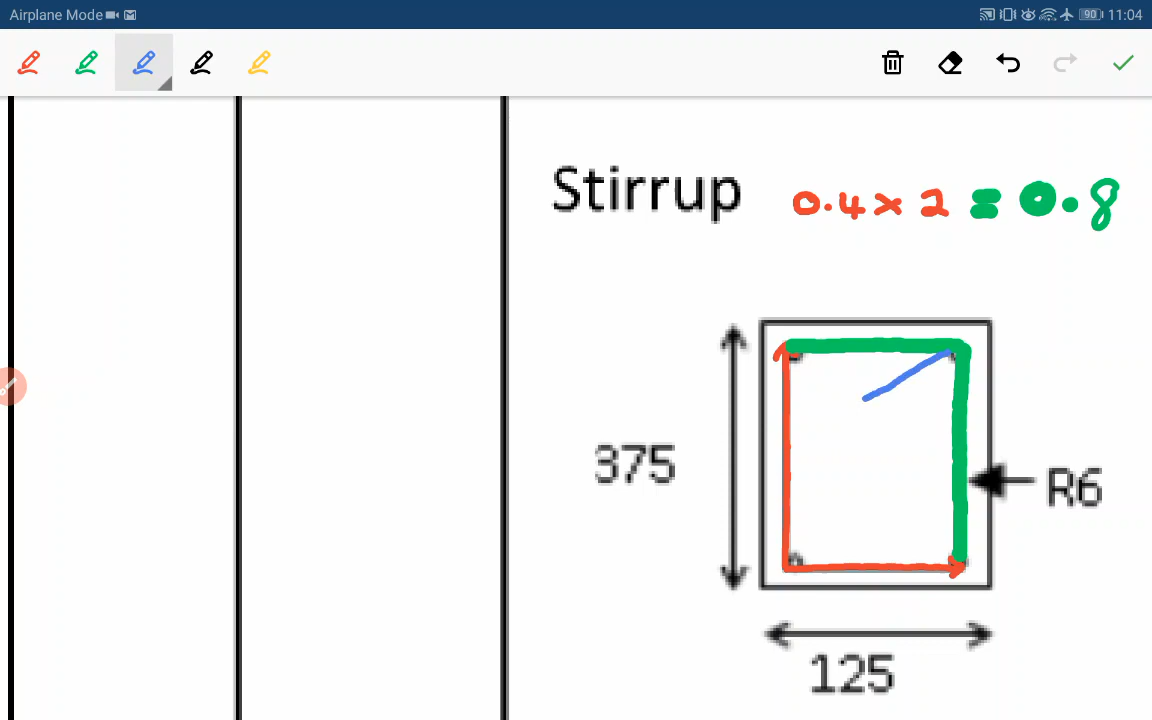 Airplane Mode 90 11:04
Stirrup 0.4 × 2 = 0.8
375
R6
125